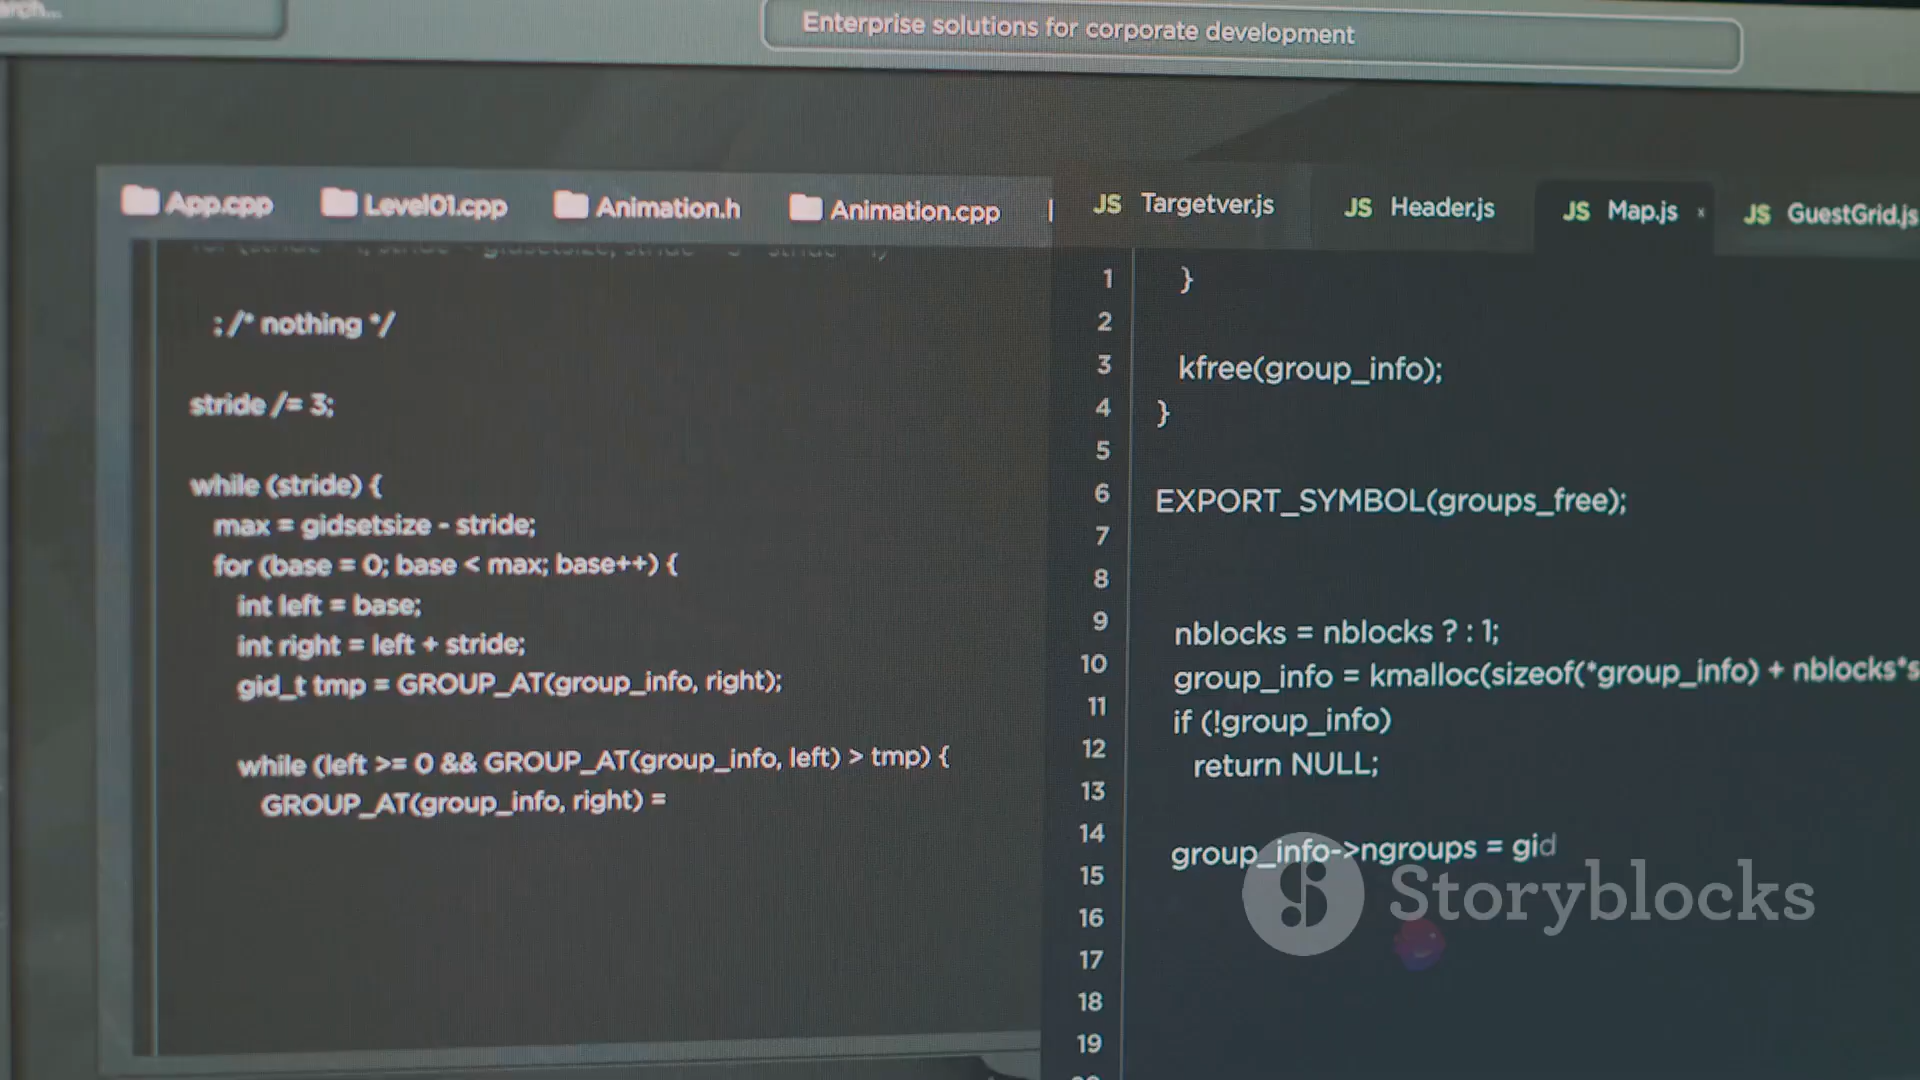 Enterprise solutions for corporate development
App.cpp
Level01.cpp
Animation.h
Animation.cpp
; /* nothing */
stride /= 3;
while (stride) {
max = gidsetsize - stride;
for (base = 0; base < max; base++) {
int left = base;
int right = left + stride;
gid_t tmp = GROUP_AT(group_info, right);
while (left >= 0 && GROUP_AT(group_info, left) > tmp) {
GROUP_AT(group_info, right) =
JS Targetver.js
JS Header.js
JS Map.js x
JS GuestGrid.js
1 }
2
3 kfree(group_info);
4 }
5
6 EXPORT_SYMBOL(groups_free);
7
8
9 nblocks = nblocks ? : 1;
10 group_info = kmalloc(sizeof(*group_info) + nblocks*s
11 if (!group_info)
12 return NULL;
13
14 group_info->ngroups = gid
15
16
17
18
19
Storyblocks